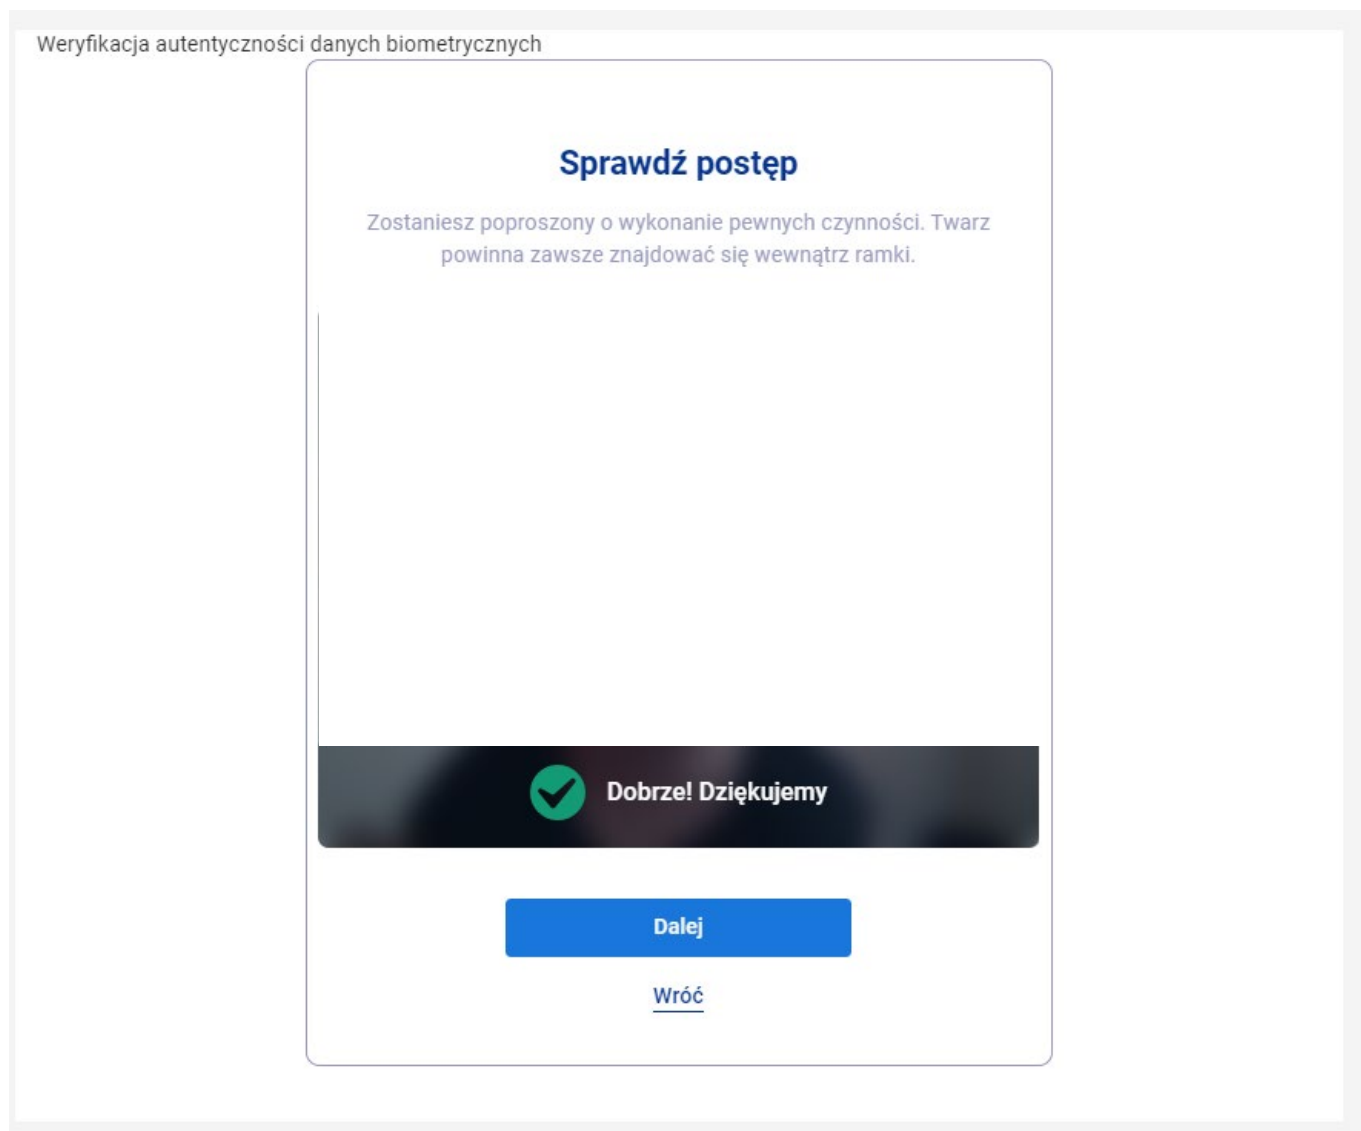 Weryfikacja autentyczności danych biometrycznych
Sprawdź postęp
Zostaniesz poproszony o wykonanie pewnych czynności. Twarz
powinna zawsze znajdować się wewnątrz ramki.
Dobrze! Dziękujemy
Dalej
Wróć